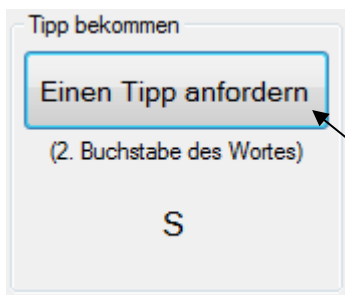 Tipp bekommen
Einen Tipp anfordern
(2. Buchstabe des Wortes)
S